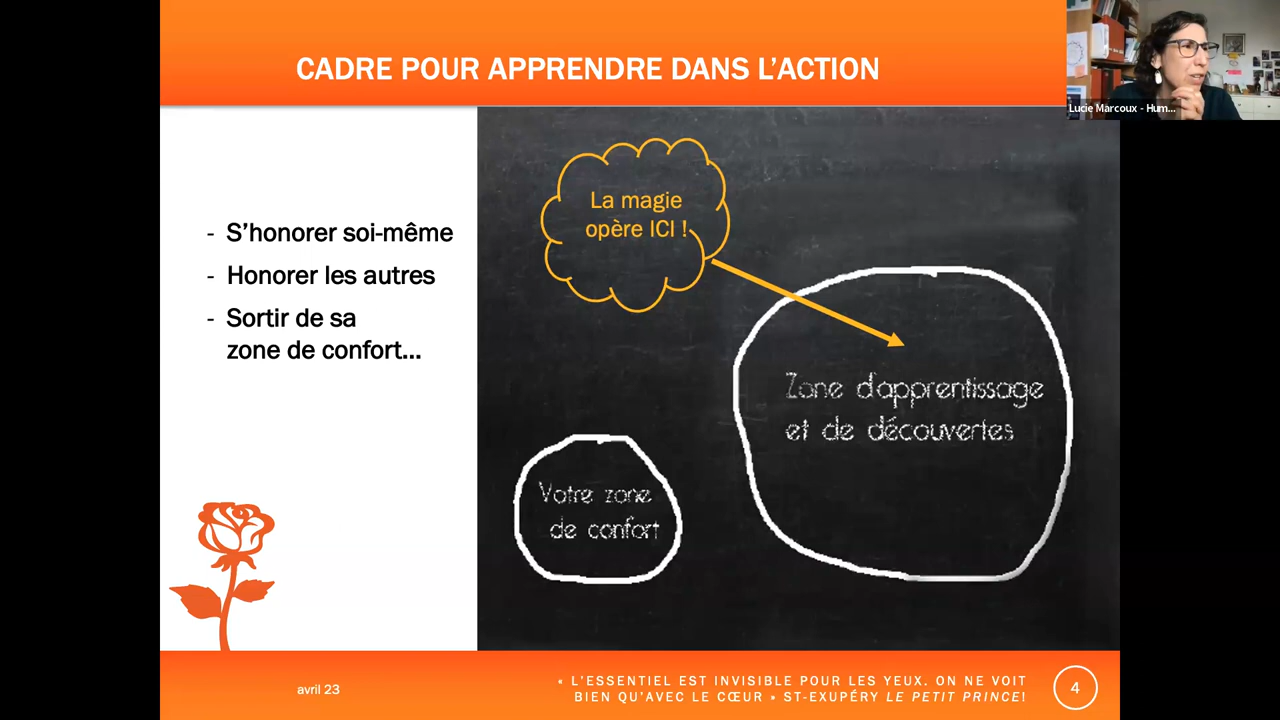 CADRE POUR APPRENDRE DANS L’ACTION
Lucie Marcoux - Hum...
- S’honorer soi-même
- Honorer les autres
- Sortir de sa
zone de confort...
La magie
opère ICI !
Zone d'apprentissage
et de découvertes
Votre zone
de confort
avril 23
« L’ESSENTIEL EST INVISIBLE POUR LES YEUX. ON NE VOIT
BIEN QU’AVEC LE CŒUR » ST-EXUPÉRY LE PETIT PRINCE!
4